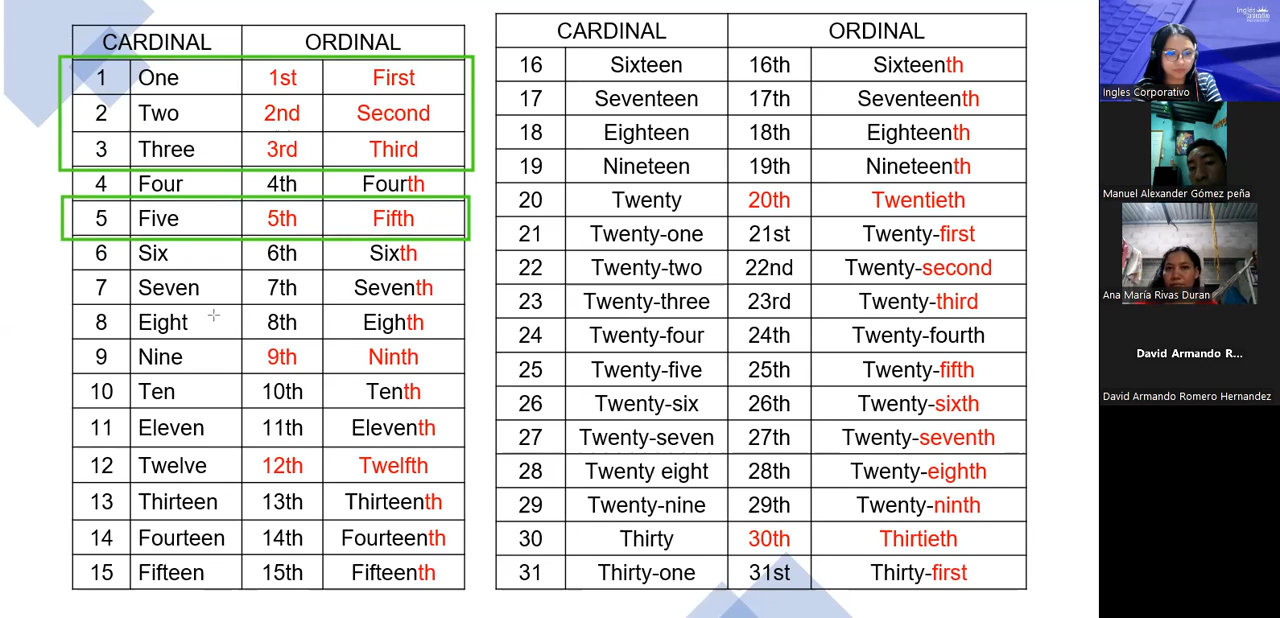 CARDINAL ORDINAL
1 One 1st First
2 Two 2nd Second
3 Three 3rd Third
4 Four 4th Fourth
5 Five 5th Fifth
6 Six 6th Sixth
7 Seven 7th Seventh
8 Eight 8th Eighth
9 Nine 9th Ninth
10 Ten 10th Tenth
11 Eleven 11th Eleventh
12 Twelve 12th Twelfth
13 Thirteen 13th Thirteenth
14 Fourteen 14th Fourteenth
15 Fifteen 15th Fifteenth
CARDINAL ORDINAL
16 Sixteen 16th Sixteenth
17 Seventeen 17th Seventeenth
18 Eighteen 18th Eighteenth
19 Nineteen 19th Nineteenth
20 Twenty 20th Twentieth
21 Twenty-one 21st Twenty-first
22 Twenty-two 22nd Twenty-second
23 Twenty-three 23rd Twenty-third
24 Twenty-four 24th Twenty-fourth
25 Twenty-five 25th Twenty-fifth
26 Twenty-six 26th Twenty-sixth
27 Twenty-seven 27th Twenty-seventh
28 Twenty eight 28th Twenty-eighth
29 Twenty-nine 29th Twenty-ninth
30 Thirty 30th Thirtieth
31 Thirty-one 31st Thirty-first
Ingles
Ingles Corporativo
Manuel Alexander Gómez peña
Ana María Rivas Duran
David Armando R...
David Armando Romero Hernandez